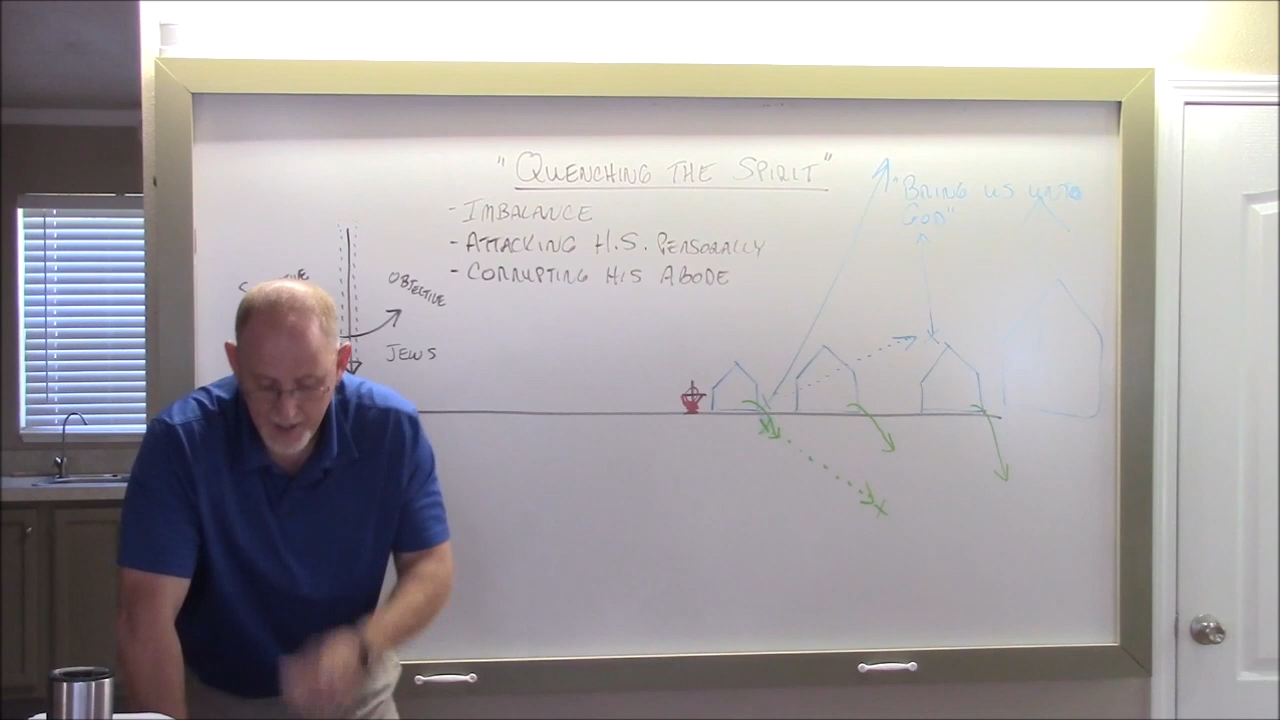 "QUENCHING THE SPIRIT"
- IMBALANCE
- ATTACKING H.S. PERSONALLY
- CORRUPTING HIS ABODE
OBJECTIVE
JEWS
"BRING US UNTO
GOD"